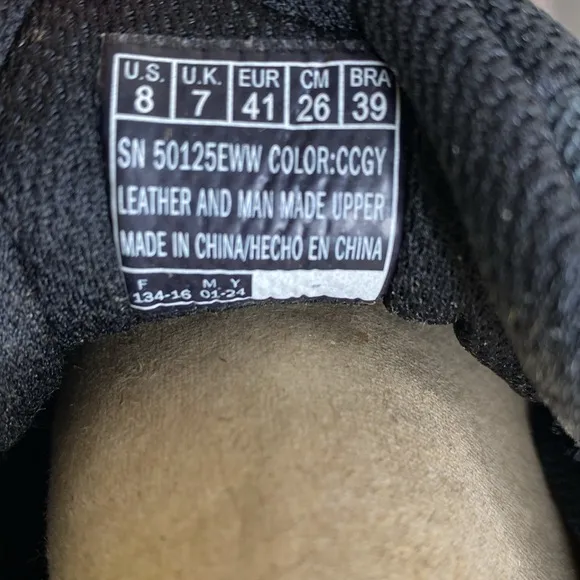 U.S. U.K. EUR CM BRA
8 7 41 26 39
SN 50125EWW COLOR:CCGY
LEATHER AND MAN MADE UPPER
MADE IN CHINA/HECHO EN CHINA
F M Y
134-16 01-24